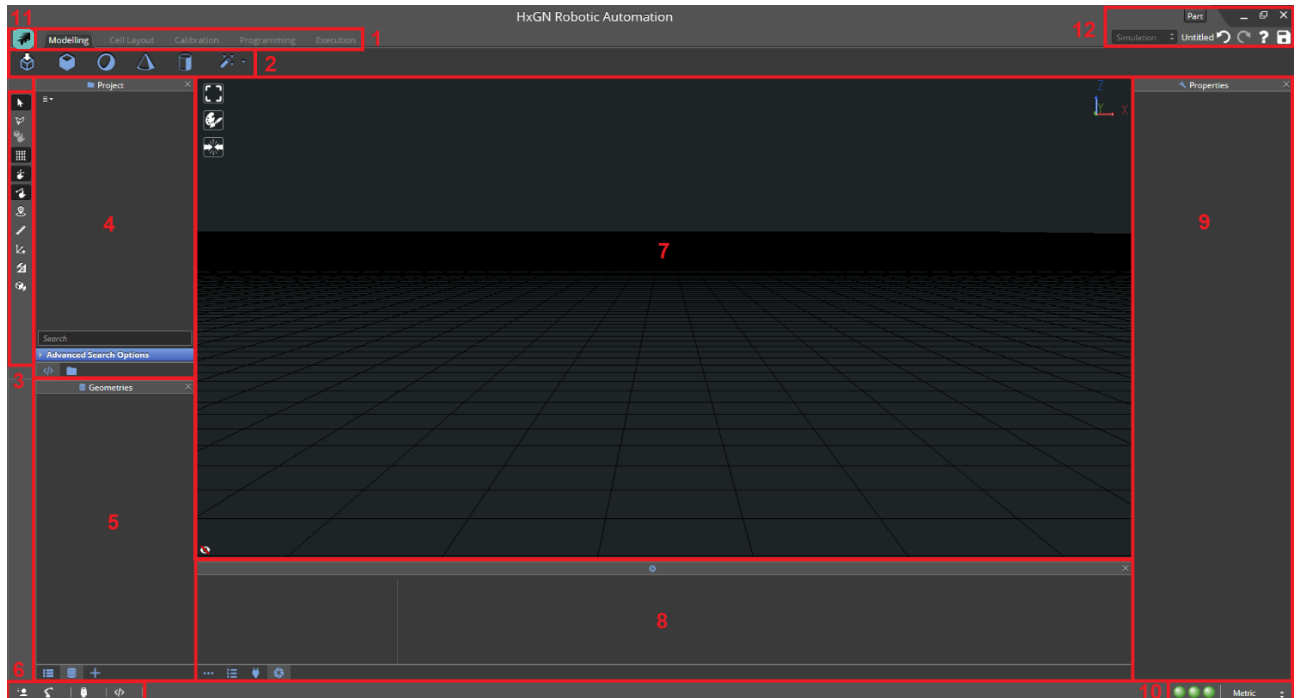 HxGN Robotic Automation
Part
11
12
Modelling Cell Layout Calibration Programming Execution
1
Simulation Untitled
2
Project
Properties
Z
Y X
4
7
9
Search
Advanced Search Options
3
Geometries
5
8
6
10
Metric